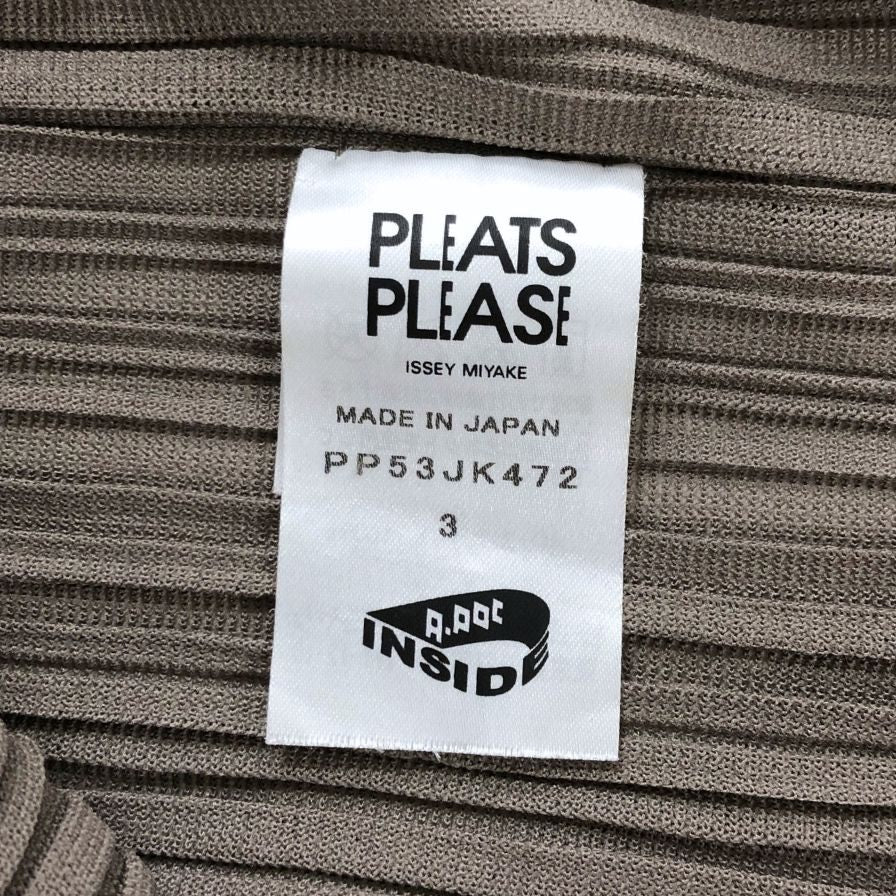 PLEATS
PLEASE
ISSEY MIYAKE
MADE IN JAPAN
PP53JK472
3
A.POC
INSIDE